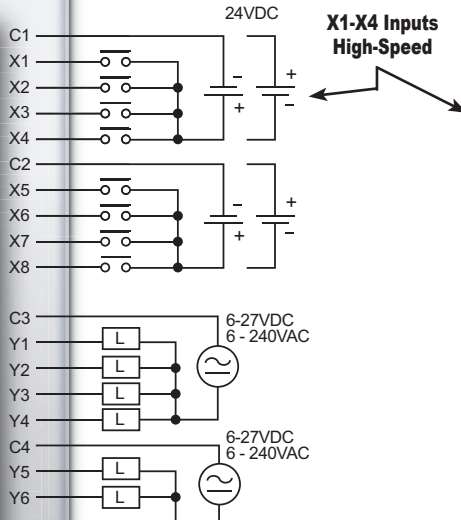 24VDC
X1-X4 Inputs
High-Speed
C1
X1
X2
X3
X4
- +
+ -
C2
X5
X6
X7
X8
- +
+ -
C3
6-27VDC
6 - 240VAC
Y1 L
Y2 L
Y3 L
Y4 L
C4
6-27VDC
6 - 240VAC
Y5 L
Y6 L